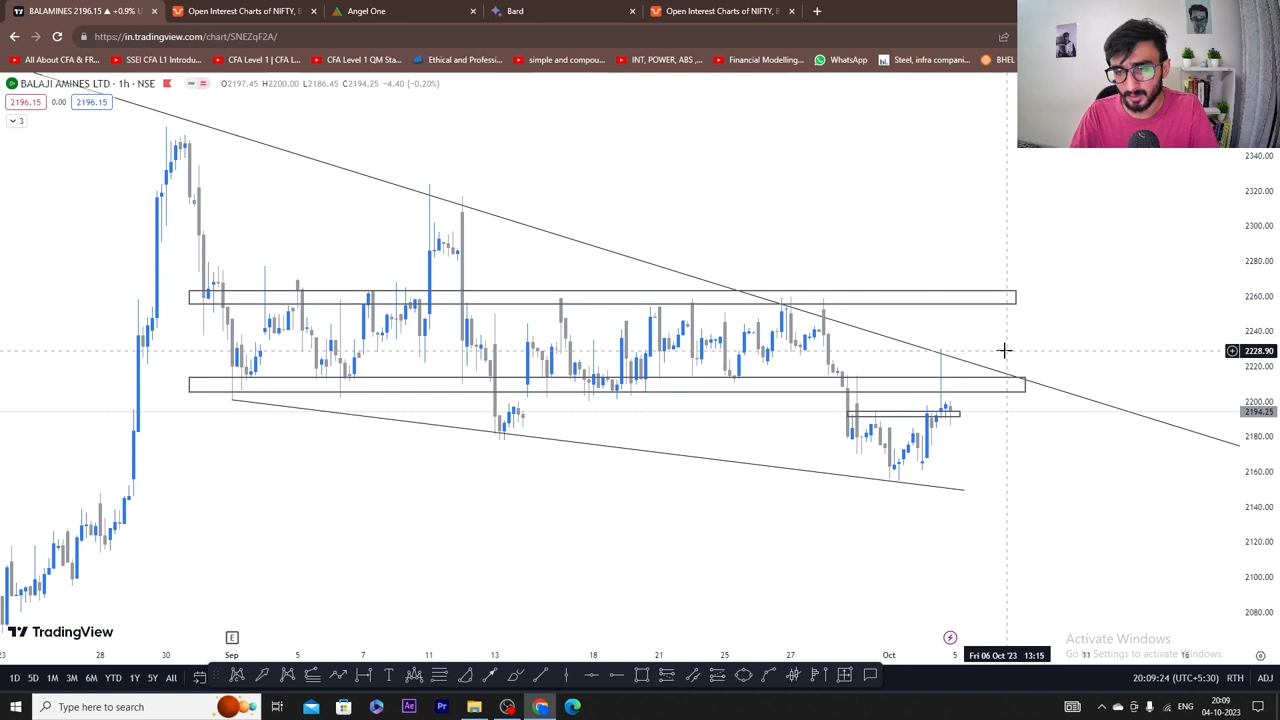 BALAMINES 2196.15 ▲ +0.9% U
Open Interest Charts of NIFTY, B
Angel One
Bard
Open Interest Charts of NIFTY, B
https://in.tradingview.com/chart/SNEZqF2A/
All About CFA & FR...
SSEI CFA L1 Introdu...
CFA Level 1 | CFA L...
CFA Level 1 QM Sta...
Ethical and Professi...
simple and compou...
INT, POWER, ABS ,...
Financial Modelling...
WhatsApp
Steel, infra compani...
BHEL
BALAJI AMINES LTD · 1h · NSE
O2197.45 H2200.00 L2186.45 C2194.25 -4.40 (-0.20%)
2196.15 0.00 2196.15
3
2340.00
2320.00
2300.00
2280.00
2260.00
2240.00
2228.90
2220.00
2200.00
2194.25
2180.00
2160.00
2140.00
2120.00
2100.00
2080.00
TradingView
E
Activate Windows
Go to Settings to activate Windows.
23 28 30 Sep 5 7 11 13 18 21 25 27 Oct 5 Fri 06 Oct '23 13:15 11 16
1D 5D 1M 3M 6M YTD 1Y 5Y All
20:09:24 (UTC+5:30) RTH ADJ
Type here to search
Ae
Pr
ENG
20:09
04-10-2023